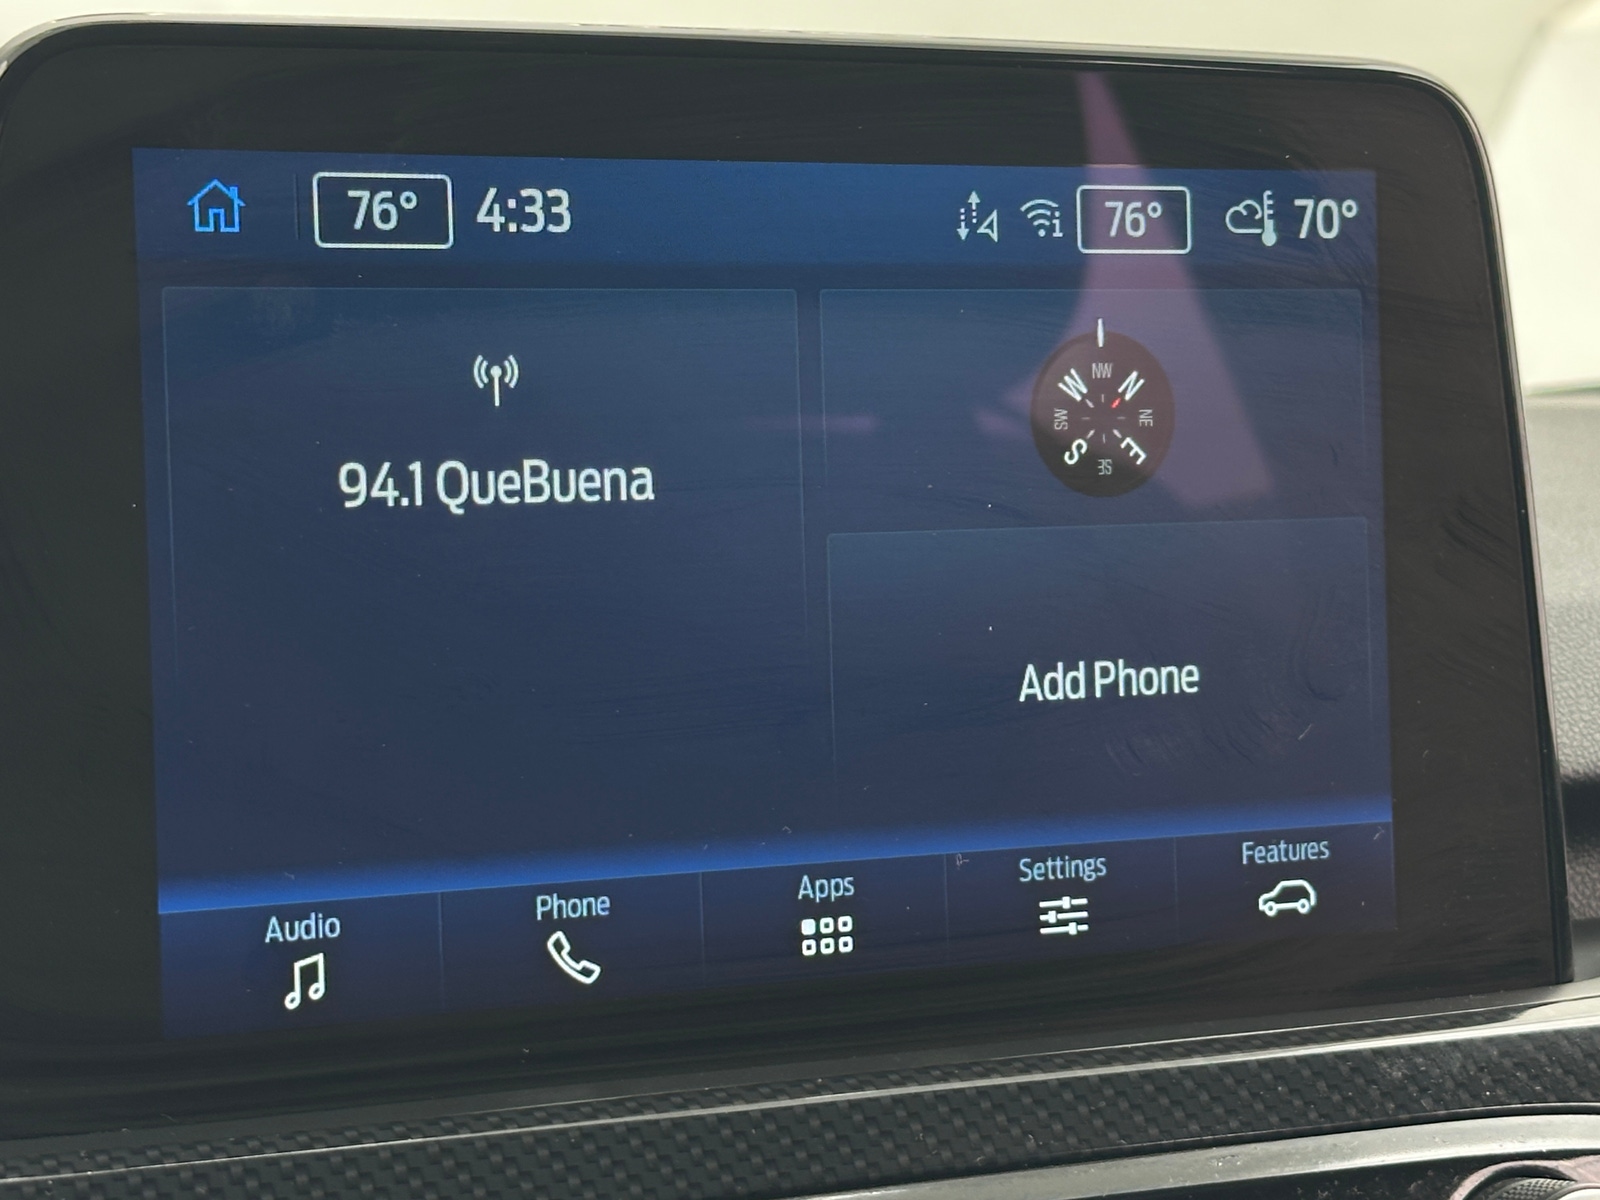 76° 4:33 76° 70°
94.1 QueBuena
NW
W N
SW NE
S E
SE
Add Phone
Audio Phone Apps Settings Features